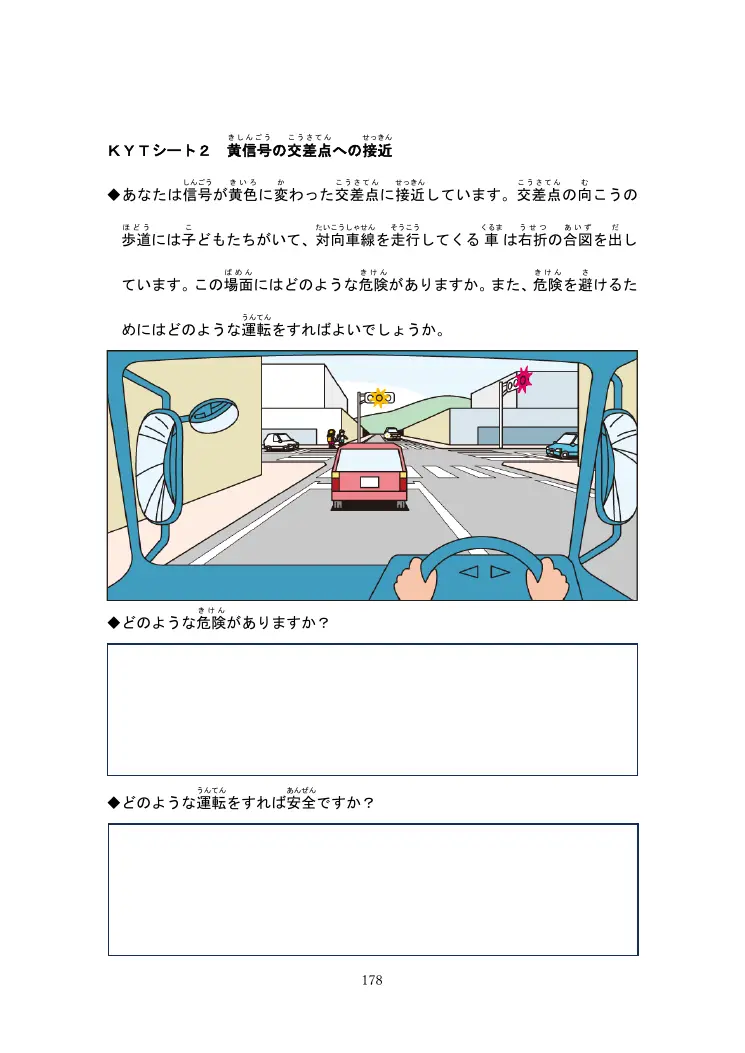 KYTシート2 黄信号の交差点への接近
◆あなたは信号が黄色に変わった交差点に接近しています。交差点の向こうの
歩道には子どもたちがいて、対向車線を走行してくる車は右折の合図を出し
ています。この場面にはどのような危険がありますか。また、危険を避けるた
めにはどのような運転をすればよいでしょうか。
◆どのような危険がありますか?
◆どのような運転をすれば安全ですか?
178